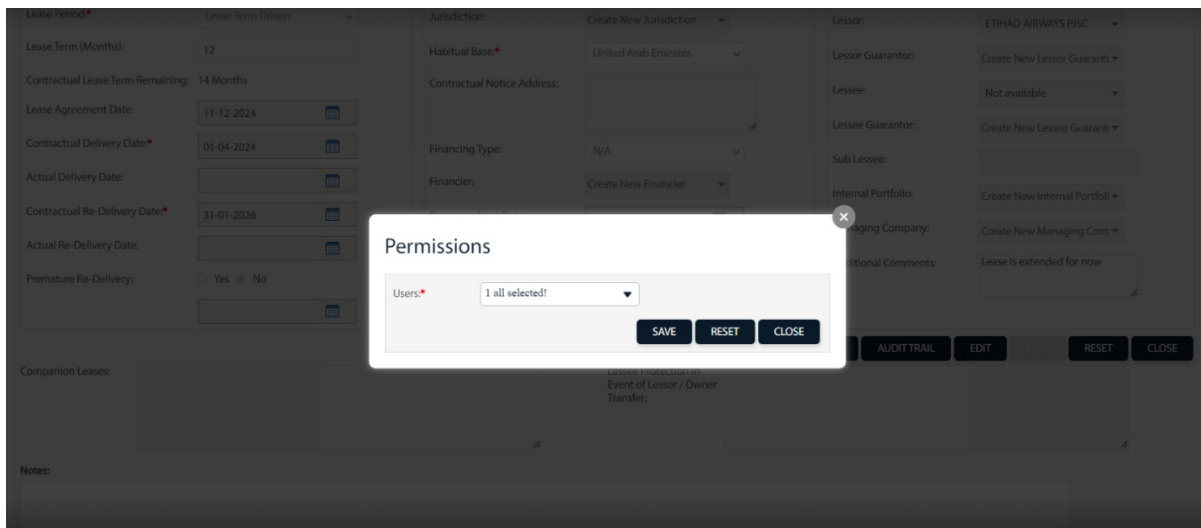 Lease Period:*
Lease Term Driven
Lease Term (Months):
12
Contractual Lease Term Remaining: 14 Months
Lease Agreement Date:
11-12-2024
Contractual Delivery Date:*
01-04-2024
Actual Delivery Date:
Contractual Re-Delivery Date:*
31-01-2026
Actual Re-Delivery Date:
Premature Re-Delivery:
Yes
No
Jurisdiction:
Create New Jurisdiction
Habitual Base:*
United Arab Emirates
Contractual Notice Address:
Financing Type:
N/A
Financier:
Create New Financier
Lessor:
ETIHAD AIRWAYS PJSC
Lessor Guarantor:
Create New Lessor Guaranti
Lessee:
Not available
Lessee Guarantor:
Create New Lessee Guaranti
Sub Lessee:
Internal Portfolio:
Create New Internal Portfoli
Managing Company:
Create New Managing Com
Additional Comments:
Lease is extended for now
Permissions
Users:*
1 all selected!
SAVE
RESET
CLOSE
AUDIT TRAIL
EDIT
SAVE
RESET
CLOSE
Companion Leases:
Lessee Protection in
Event of Lessor / Owner
Transfer:
Notes: